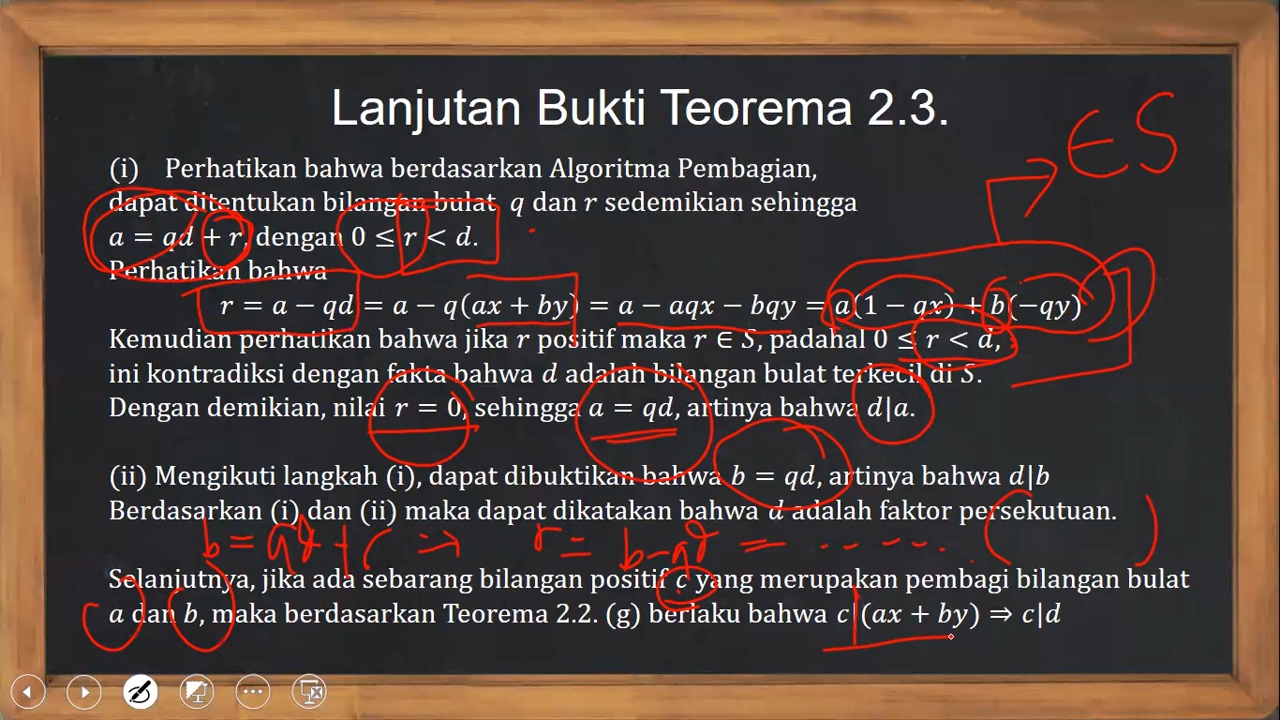 Lanjutan Bukti Teorema 2.3.
∈ S
(i) Perhatikan bahwa berdasarkan Algoritma Pembagian,
dapat ditentukan bilangan bulat q dan r sedemikian sehingga
a = qd + r, dengan 0 ≤ r < d.
Perhatikan bahwa
r = a − qd = a − q(ax + by) = a − aqx − bqy = a(1 − qx) + b(−qy)
Kemudian perhatikan bahwa jika r positif maka r ∈ S, padahal 0 ≤ r < d,
ini kontradiksi dengan fakta bahwa d adalah bilangan bulat terkecil di S.
Dengan demikian, nilai r = 0, sehingga a = qd, artinya bahwa d|a.
(ii) Mengikuti langkah (i), dapat dibuktikan bahwa b = qd, artinya bahwa d|b
Berdasarkan (i) dan (ii) maka dapat dikatakan bahwa d adalah faktor persekutuan.
b = qd + r ⇒ r = b − qd = ....... ( )
Selanjutnya, jika ada sebarang bilangan positif c yang merupakan pembagi bilangan bulat
a dan b, maka berdasarkan Teorema 2.2. (g) berlaku bahwa c|(ax + by) ⇒ c|d